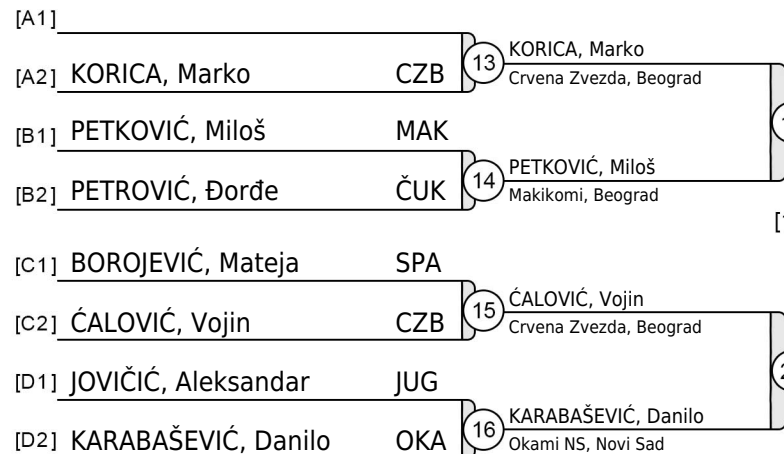 [A1]
[A2] KORICA, Marko CZB
13
KORICA, Marko
Crvena Zvezda, Beograd
[B1] PETKOVIĆ, Miloš MAK
[B2] PETROVIĆ, Đorđe ČUK
14
PETKOVIĆ, Miloš
Makikomi, Beograd
[C1] BOROJEVIĆ, Mateja SPA
[C2] ĆALOVIĆ, Vojin CZB
15
ĆALOVIĆ, Vojin
Crvena Zvezda, Beograd
[D1] JOVIČIĆ, Aleksandar JUG
[D2] KARABAŠEVIĆ, Danilo OKA
16
KARABAŠEVIĆ, Danilo
Okami NS, Novi Sad